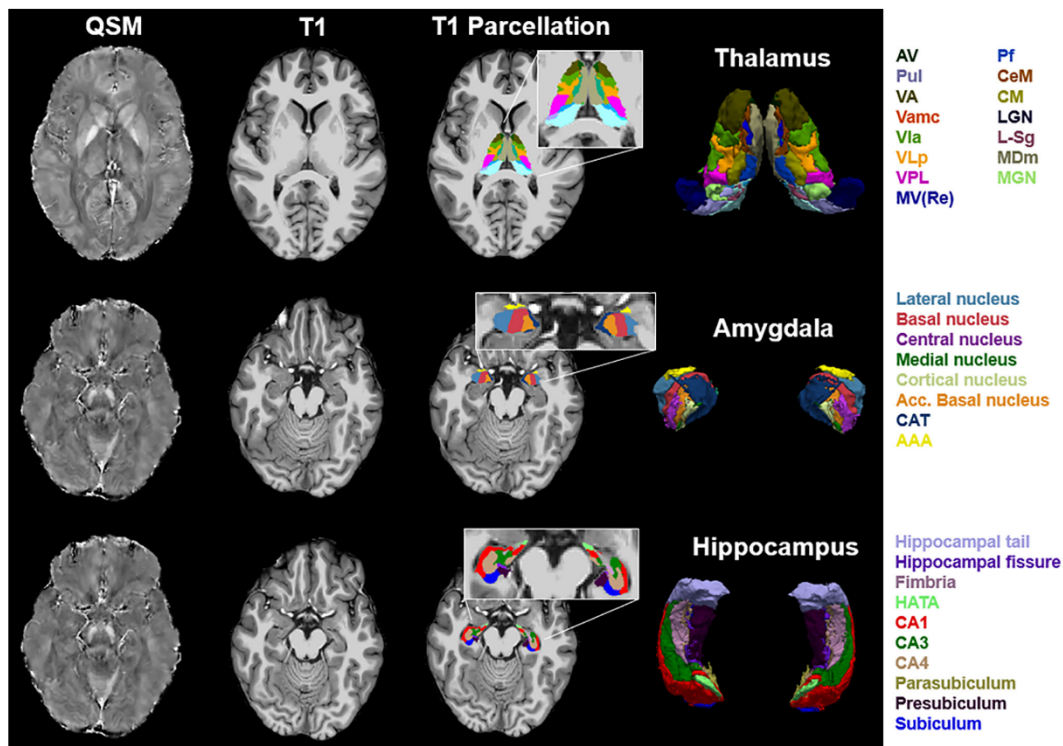 QSM
T1
T1 Parcellation
Thalamus
AV
Pul
VA
Vamc
Vla
VLp
VPL
MV(Re)
Pf
CeM
CM
LGN
L-Sg
MDm
MGN
Amygdala
Lateral nucleus
Basal nucleus
Central nucleus
Medial nucleus
Cortical nucleus
Acc. Basal nucleus
CAT
AAA
Hippocampus
Hippocampal tail
Hippocampal fissure
Fimbria
HATA
CA1
CA3
CA4
Parasubiculum
Presubiculum
Subiculum